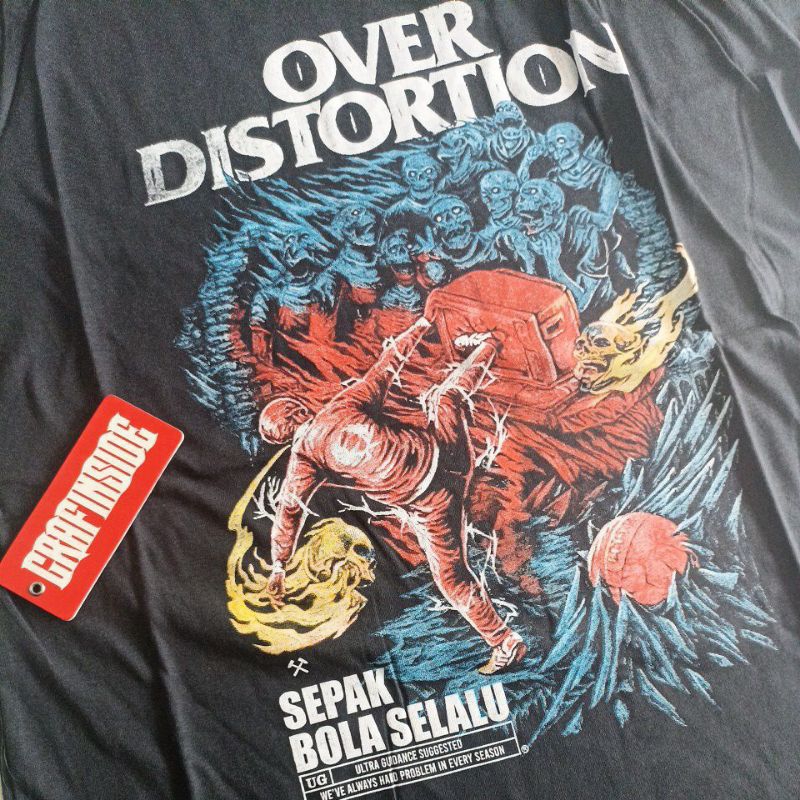 OVER
DISTORTION
GRAFINSIDE
SEPAK
BOLA SELALU
UG
ULTRA GUIDANCE SUGGESTED
WE'VE ALWAYS HAD PROBLEM IN EVERY SEASON
®